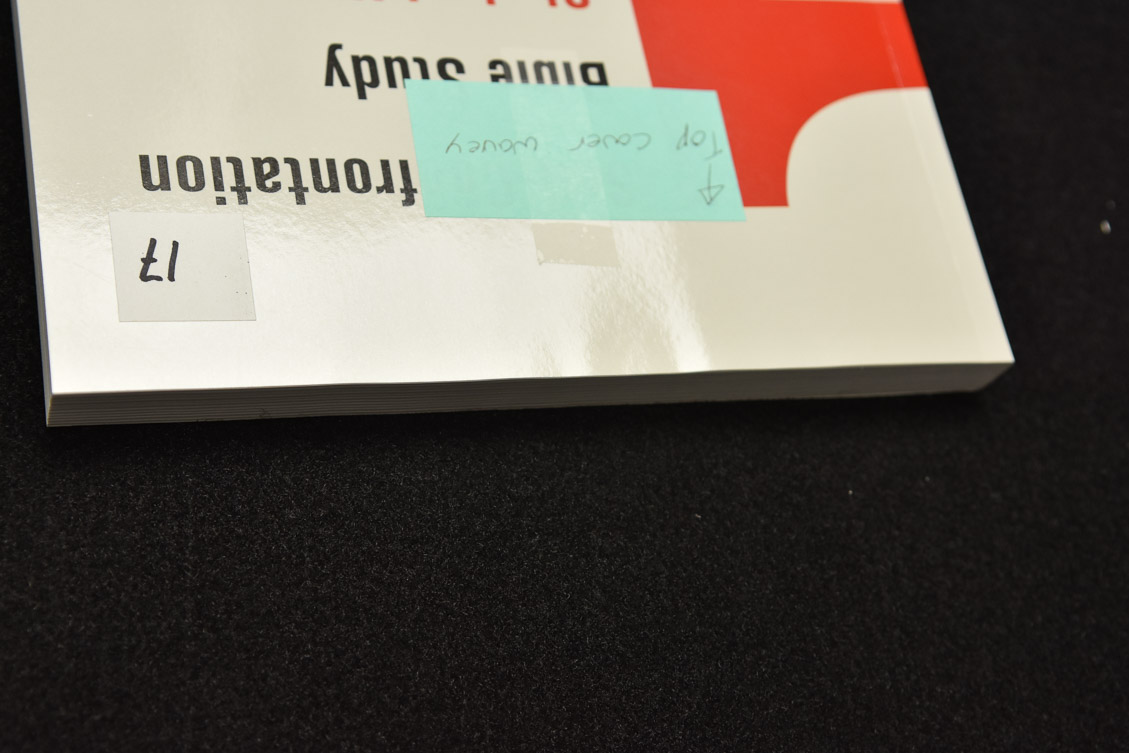 17
frontation
↑
Top cover wavey
Bible Study